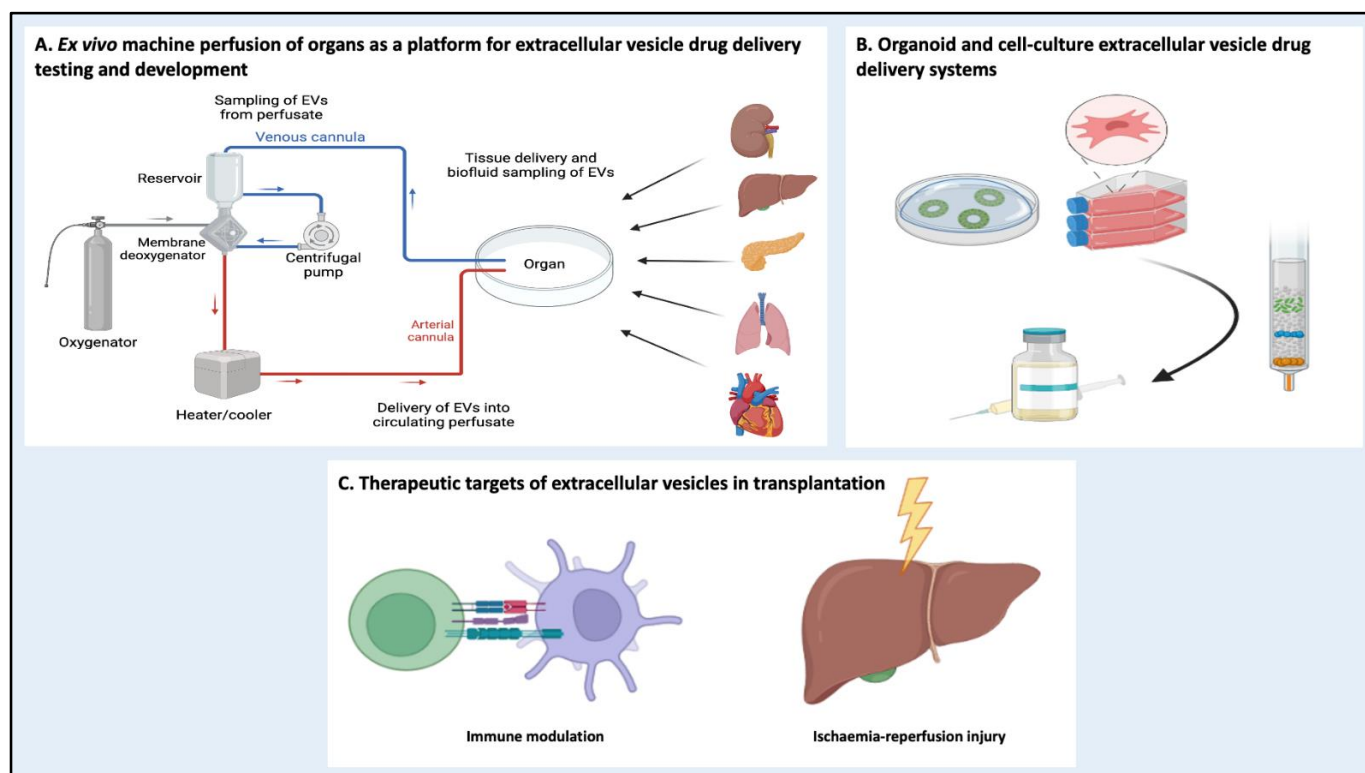 A. Ex vivo machine perfusion of organs as a platform for extracellular vesicle drug delivery
testing and development
Sampling of EVs
from perfusate
Venous cannula
Reservoir
Tissue delivery and
biofluid sampling of EVs
Membrane
deoxygenator
Centrifugal
pump
Organ
Oxygenator
Arterial
cannula
Heater/cooler
Delivery of EVs into
circulating perfusate
B. Organoid and cell-culture extracellular vesicle drug
delivery systems
C. Therapeutic targets of extracellular vesicles in transplantation
Immune modulation
Ischaemia-reperfusion injury